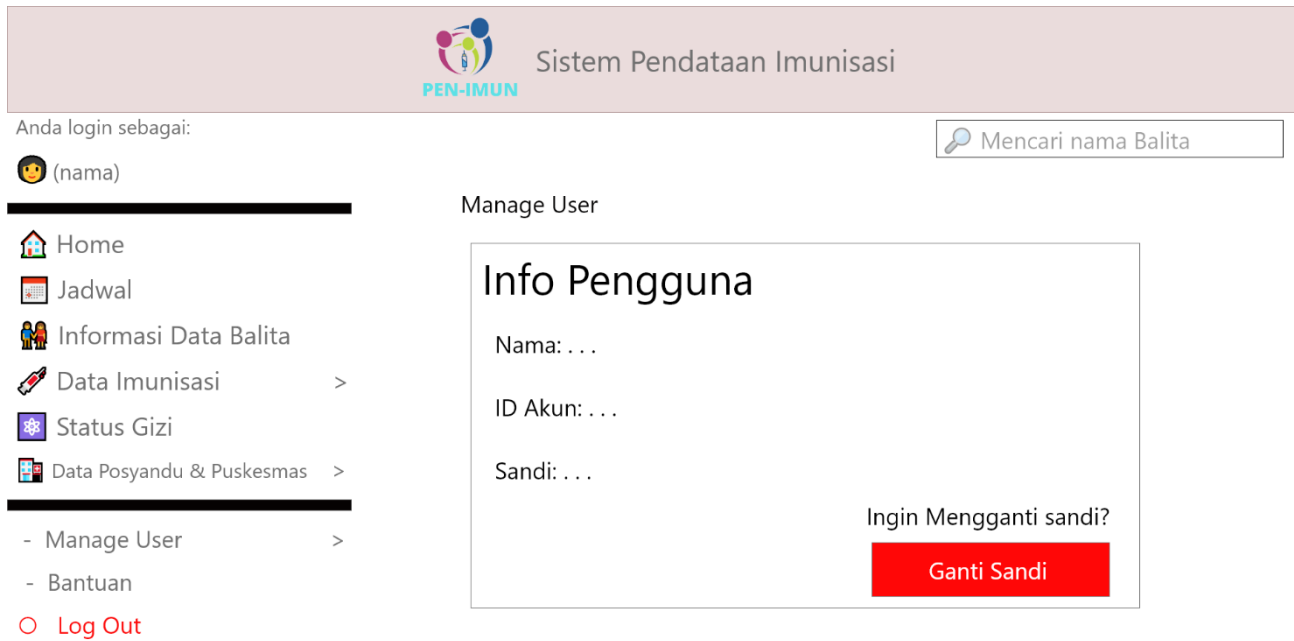 PEN-IMUN
Sistem Pendataan Imunisasi
Anda login sebagai:
(nama)
Mencari nama Balita
Home
Jadwal
Informasi Data Balita
Data Imunisasi >
Status Gizi
Data Posyandu & Puskesmas >
- Manage User >
- Bantuan
Log Out
Manage User
Info Pengguna
Nama: . . .
ID Akun: . . .
Sandi: . . .
Ingin Mengganti sandi?
Ganti Sandi